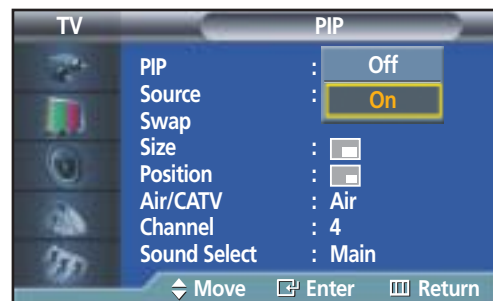 TV PIP
PIP : Off
Source : On
Swap
Size :
Position :
Air/CATV : Air
Channel : 4
Sound Select : Main
Move Enter Return